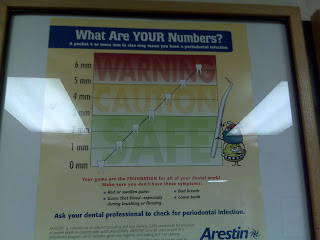 What Are YOUR Numbers?
A pocket 4 or more mm in size may mean you have a periodontal infection
6 mm
WARNING
5 mm
4 mm
CAUTION
3 mm
2 mm
SAFE
1 mm
0 mm
Your gums are the FOUNDATION for all of your dental work!
Make sure you don't have these symptoms:
• Red or swollen gums
• Gums that bleed especially during brushing or flossing
• Bad breath
• Loose teeth
Ask your dental professional to check for periodontal infection.
Arestin